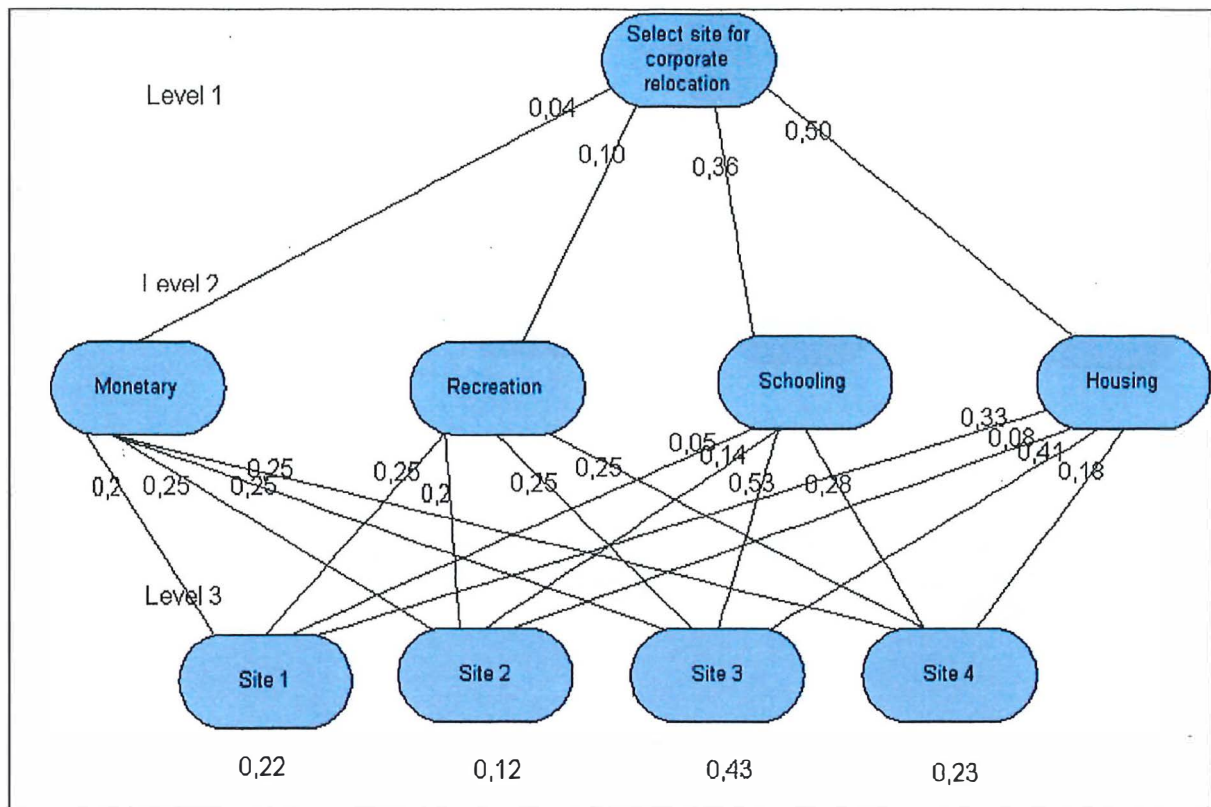 Select site for
corporate
relocation
Level 1
0,04
0,10
0,36
0,50
Level 2
Monetary
Recreation
Schooling
Housing
0,2
0,25
0,25
0,25
0,25
0,2
0,25
0,25
0,05
0,14
0,53
0,28
0,33
0,08
0,41
0,18
Level 3
Site 1
Site 2
Site 3
Site 4
0,22
0,12
0,43
0,23